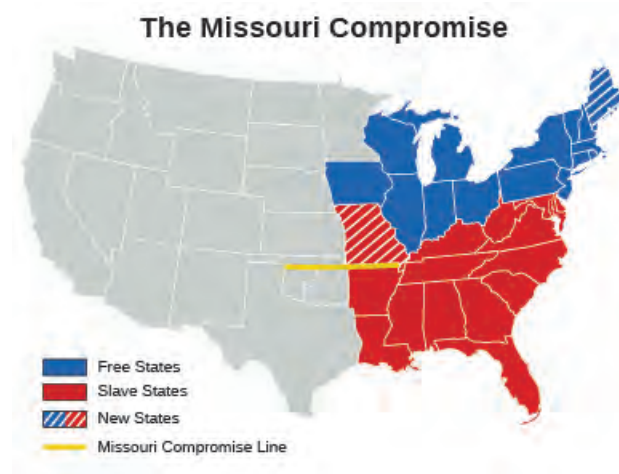 The Missouri Compromise
Free States
Slave States
New States
Missouri Compromise Line